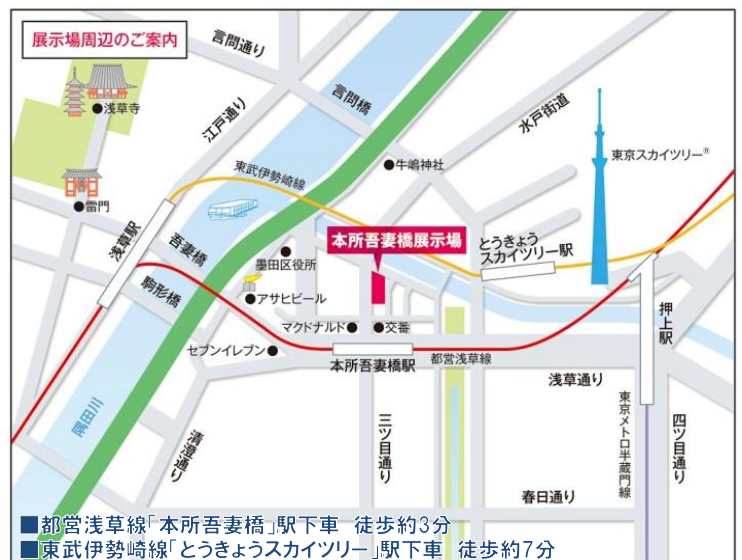 展示場周辺のご案内
言問通り
言問橋
浅草寺
江戸通り
水戸街道
東武伊勢崎線
牛嶋神社
東京スカイツリー®
雷門
浅草駅
吾妻橋
本所吾妻橋展示場
とうきょう
スカイツリー駅
墨田区役所
駒形橋
アサヒビール
マクドナルド
交番
押上駅
セブンイレブン
本所吾妻橋駅
都営浅草線
浅草通り
隅田川
清澄通り
三ツ目通り
東京メトロ半蔵門線
四ツ目通り
春日通り
■都営浅草線「本所吾妻橋」駅下車 徒歩約3分
■東武伊勢崎線「とうきょうスカイツリー」駅下車 徒歩約7分